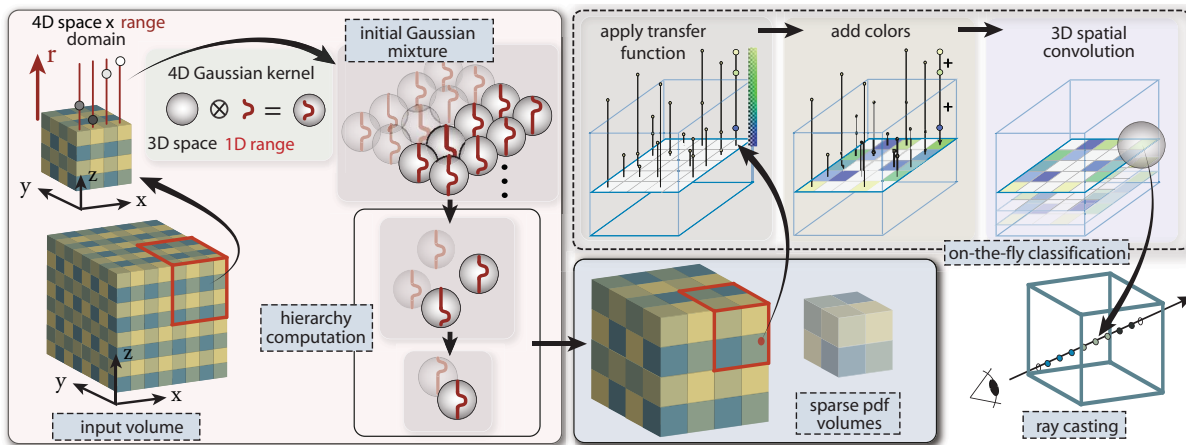 4D space x range
domain
r
4D Gaussian kernel
⊗ =
3D space 1D range
z
y
x
z
y
x
input volume
initial Gaussian
mixture
hierarchy
computation
apply transfer
function
add colors
+
+
3D spatial
convolution
on-the-fly classification
sparse pdf
volumes
ray casting